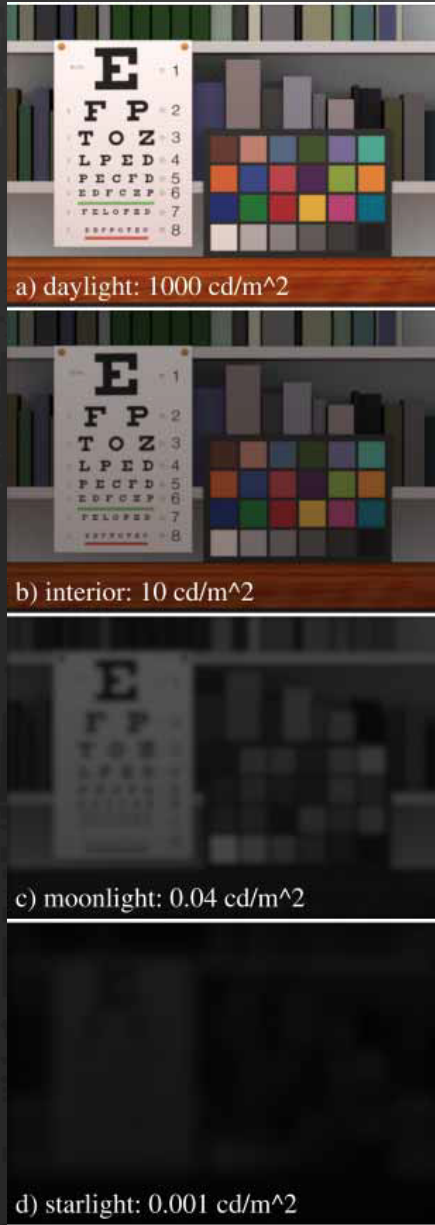 E 1
F P 2
T O Z 3
L P E D 4
P E C F D 5
E D F C Z P 6
F E L O P Z D 7
8
a) daylight: 1000 cd/m^2
E 1
F P 2
T O Z 3
L P E D 4
P E C F D 5
E D F C Z P 6
F E L O P Z D 7
8
b) interior: 10 cd/m^2
E
F P
T O Z
c) moonlight: 0.04 cd/m^2
d) starlight: 0.001 cd/m^2